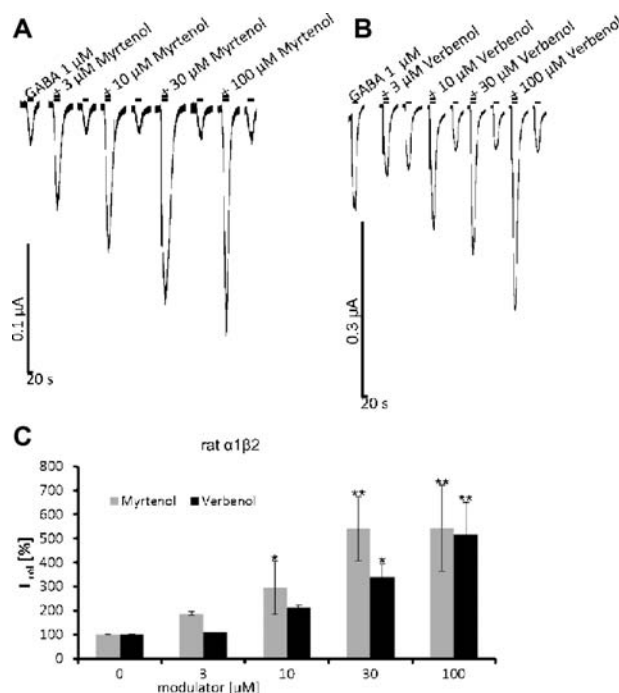 A
B
GABA 1 µM
+ 3 µM Myrtenol
+ 10 µM Myrtenol
+ 30 µM Myrtenol
+ 100 µM Myrtenol
GABA 1 µM
+ 3 µM Verbenol
+ 10 µM Verbenol
+ 30 µM Verbenol
+ 100 µM Verbenol
0.1 µA
20 s
0.3 µA
20 s
C
rat α1β2
Myrtenol
Verbenol
I rel [%]
800
700
600
500
400
300
200
100
0
*
**
*
**
**
0
3
10
30
100
modulator [µM]